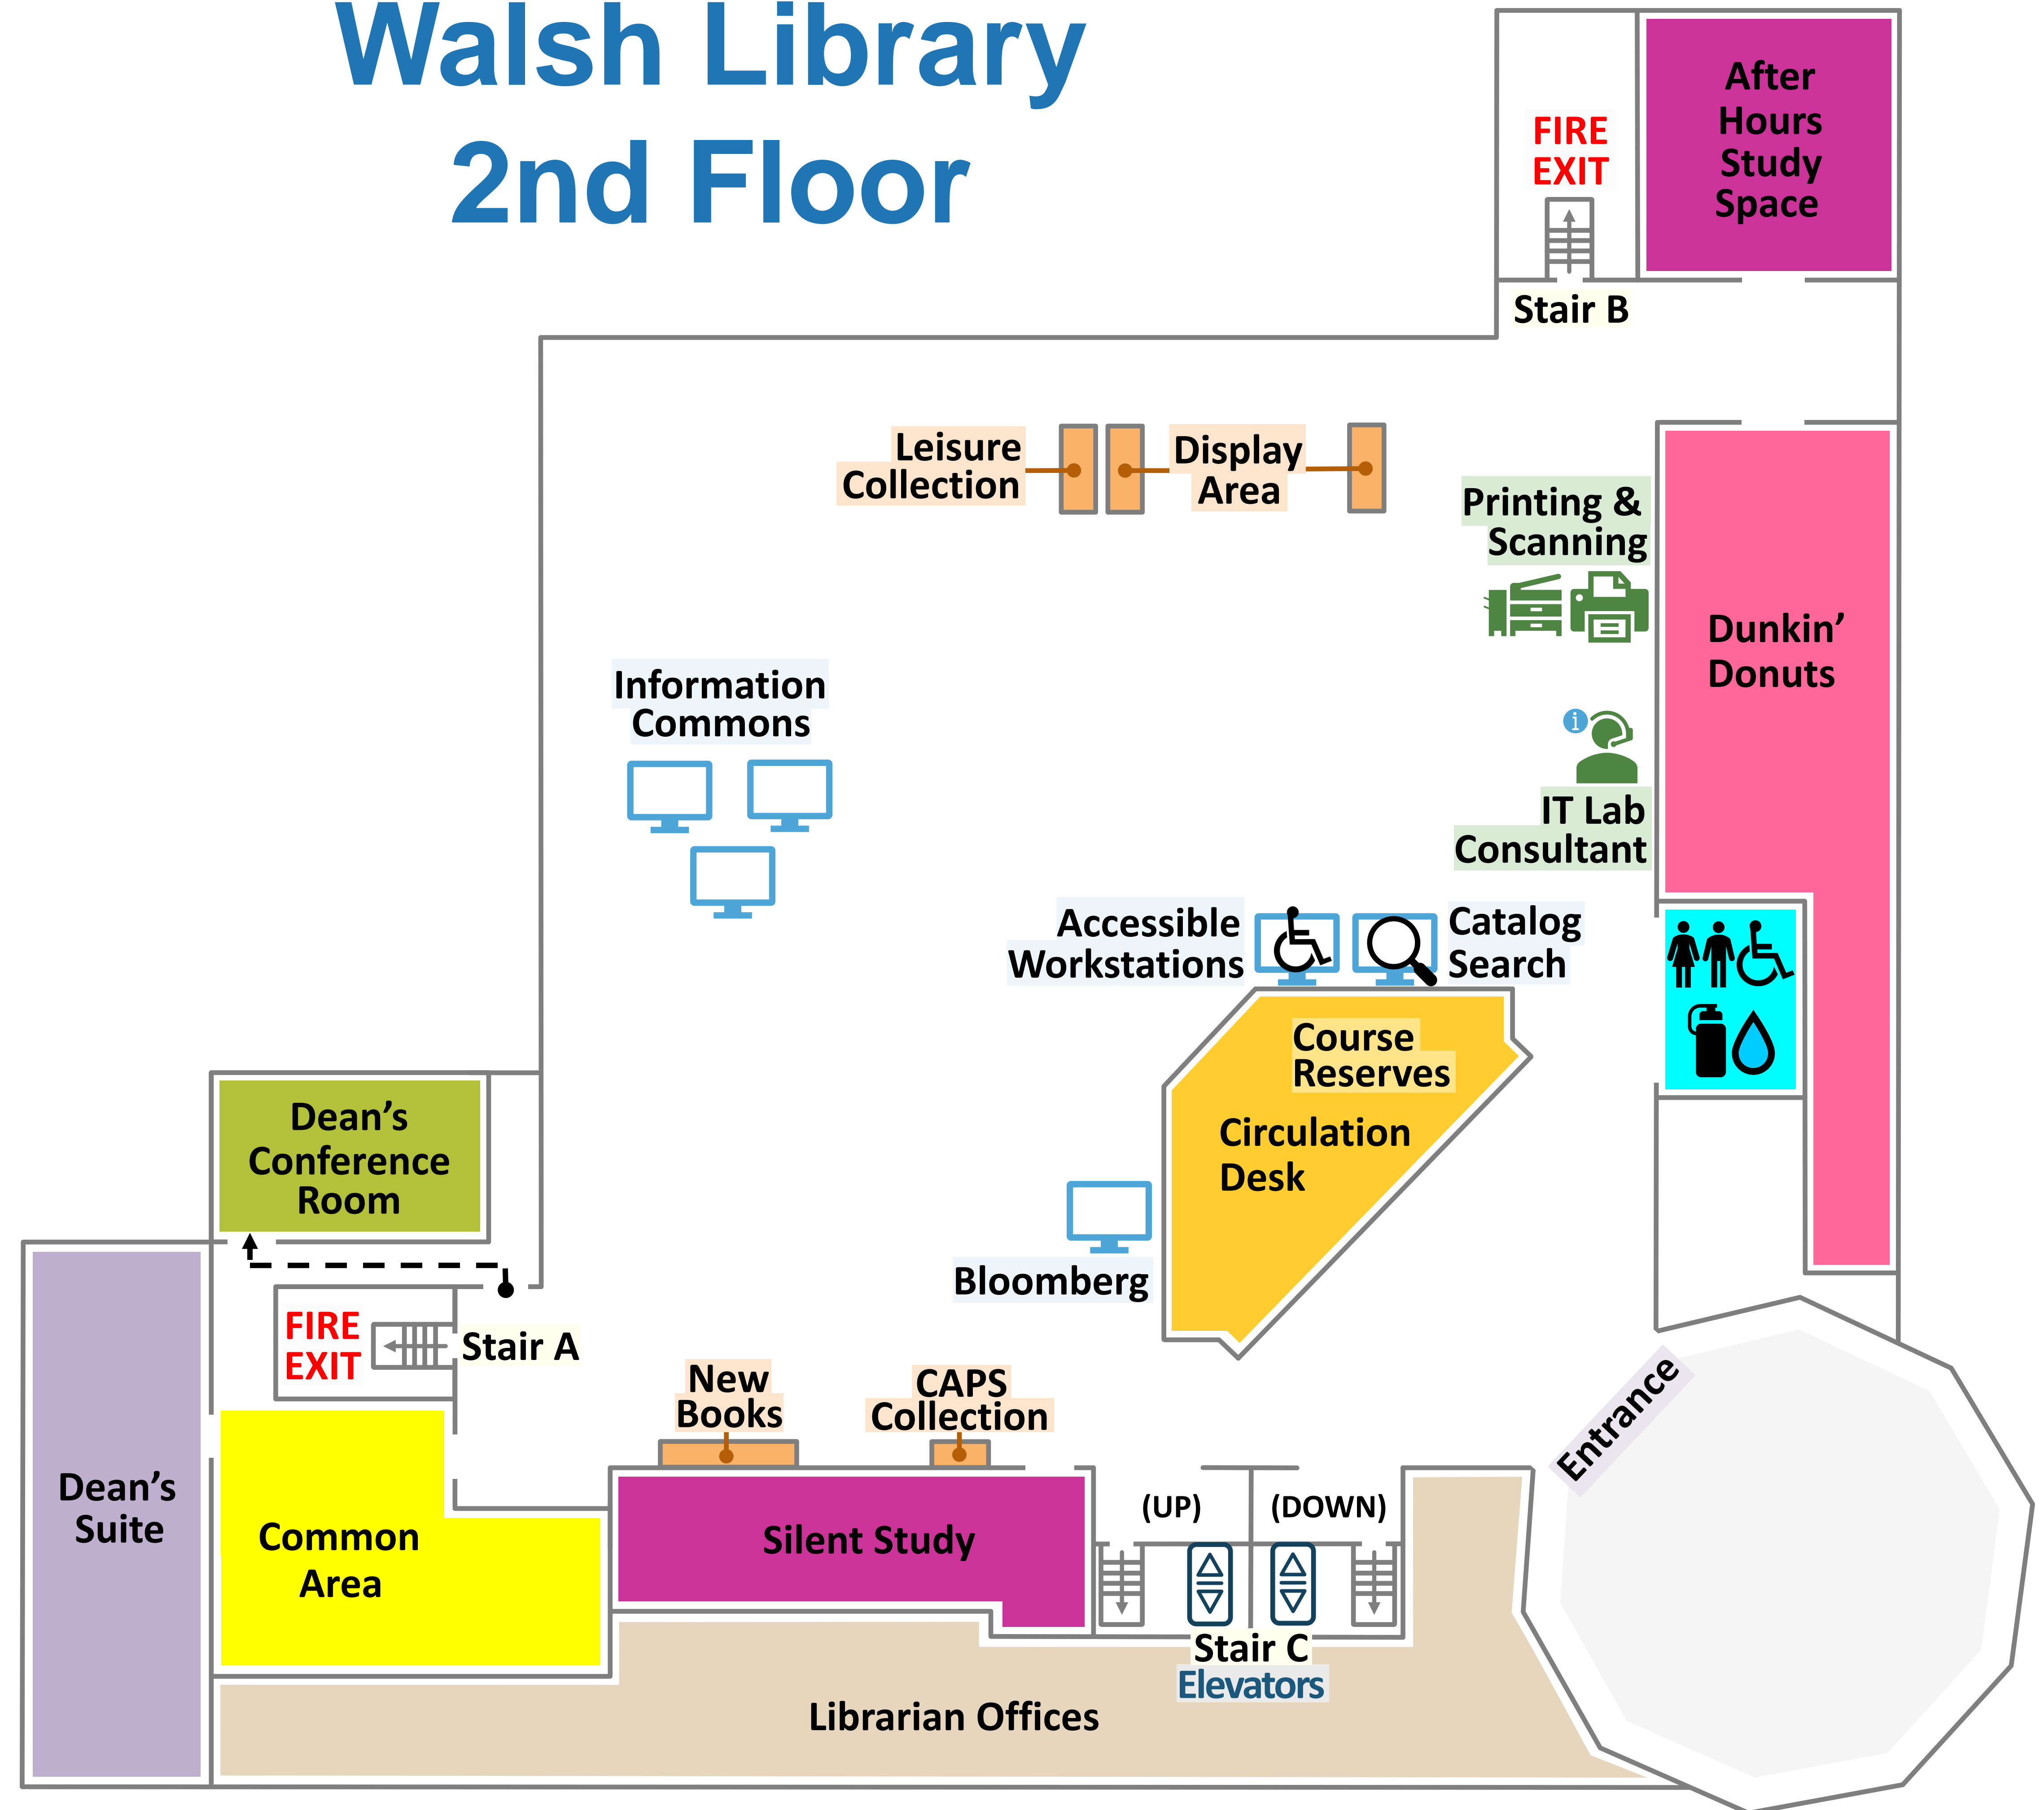 Walsh Library
2nd Floor
After
Hours
Study
Space
FIRE
EXIT
Stair B
Leisure
Collection
Display
Area
Printing &
Scanning
Dunkin’
Donuts
Information
Commons
i
IT Lab
Consultant
Accessible
Workstations
Catalog
Search
Course
Reserves
Circulation
Desk
Bloomberg
Dean’s
Conference
Room
FIRE
EXIT
Stair A
New
Books
CAPS
Collection
Entrance
Dean’s
Suite
Common
Area
Silent Study
(UP)
(DOWN)
Stair C
Elevators
Librarian Offices